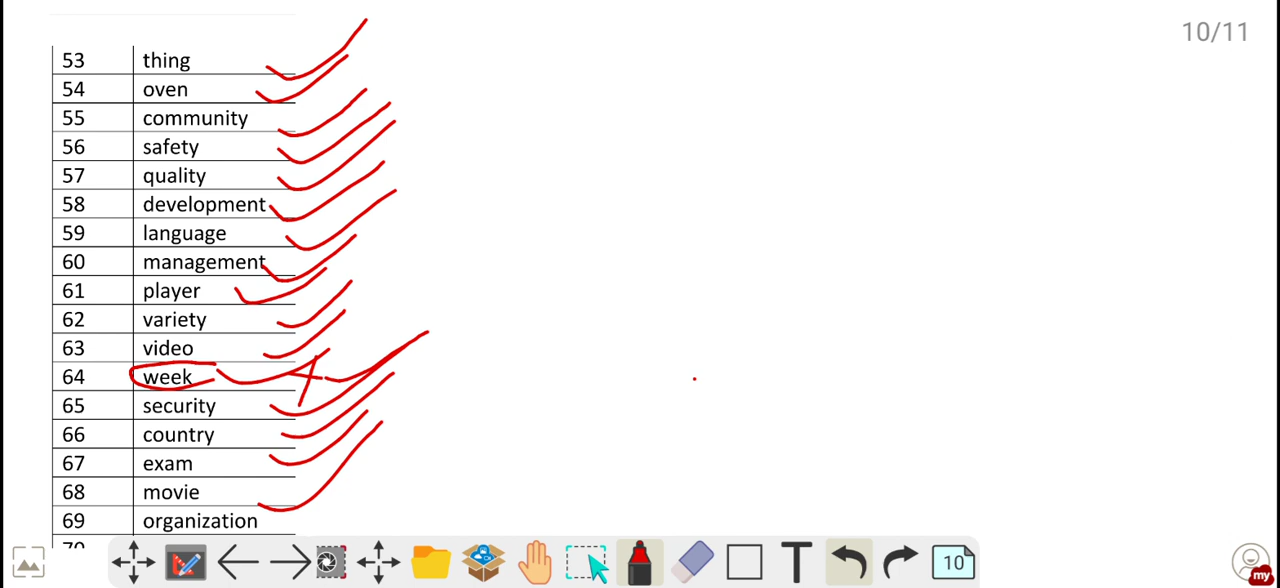 10/11
53 thing
54 oven
55 community
56 safety
57 quality
58 development
59 language
60 management
61 player
62 variety
63 video
64 week
65 security
66 country
67 exam
68 movie
69 organization
T 10
my